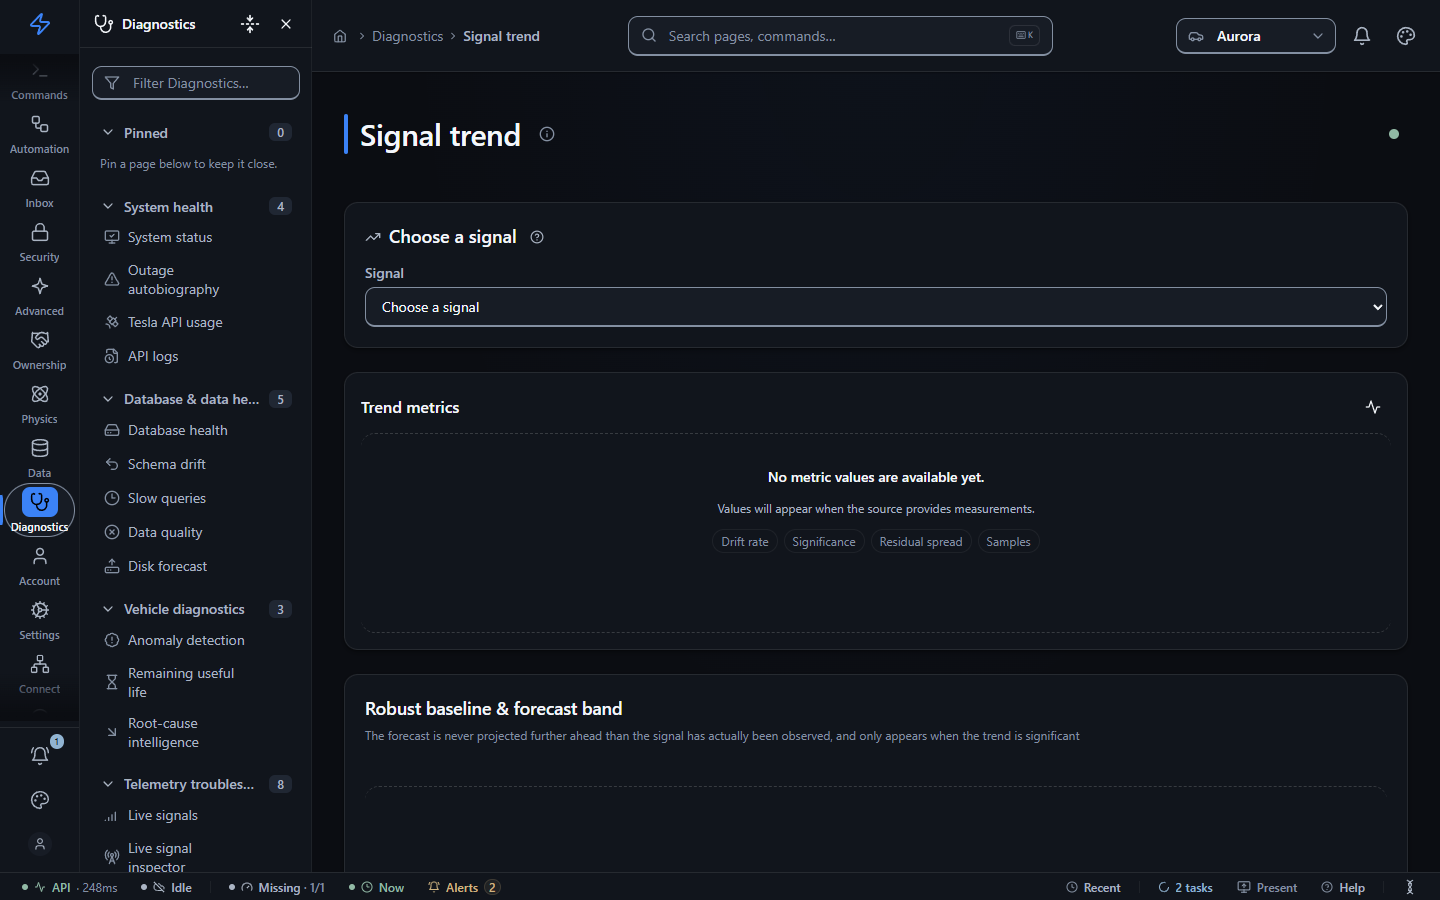 Diagnostics
Diagnostics
Signal trend
Search pages, commands...
K
Aurora
Commands
Automation
Inbox
Security
Advanced
Ownership
Physics
Data
Diagnostics
Account
Settings
Connect
1
Filter Diagnostics...
Pinned
0
Pin a page below to keep it close.
System health
4
System status
Outage
autobiography
Tesla API usage
API logs
Database & data he...
5
Database health
Schema drift
Slow queries
Data quality
Disk forecast
Vehicle diagnostics
3
Anomaly detection
Remaining useful
life
Root-cause
intelligence
Telemetry troubles...
8
Live signals
Live signal
inspector
Signal trend
Choose a signal
Signal
Choose a signal
Trend metrics
No metric values are available yet.
Values will appear when the source provides measurements.
Drift rate
Significance
Residual spread
Samples
Robust baseline & forecast band
The forecast is never projected further ahead than the signal has actually been observed, and only appears when the trend is significant
API · 248ms
Idle
Missing · 1/1
Now
Alerts 2
Recent
2 tasks
Present
Help